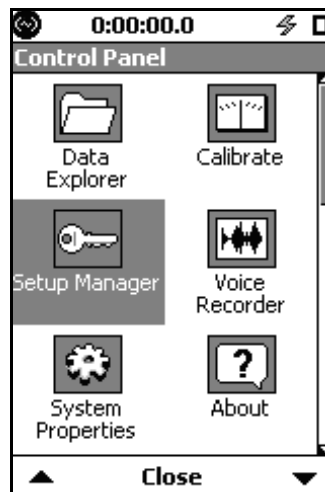 0:00:00.0
Control Panel
Data
Explorer
Calibrate
Setup Manager
Voice
Recorder
System
Properties
?
About
Close